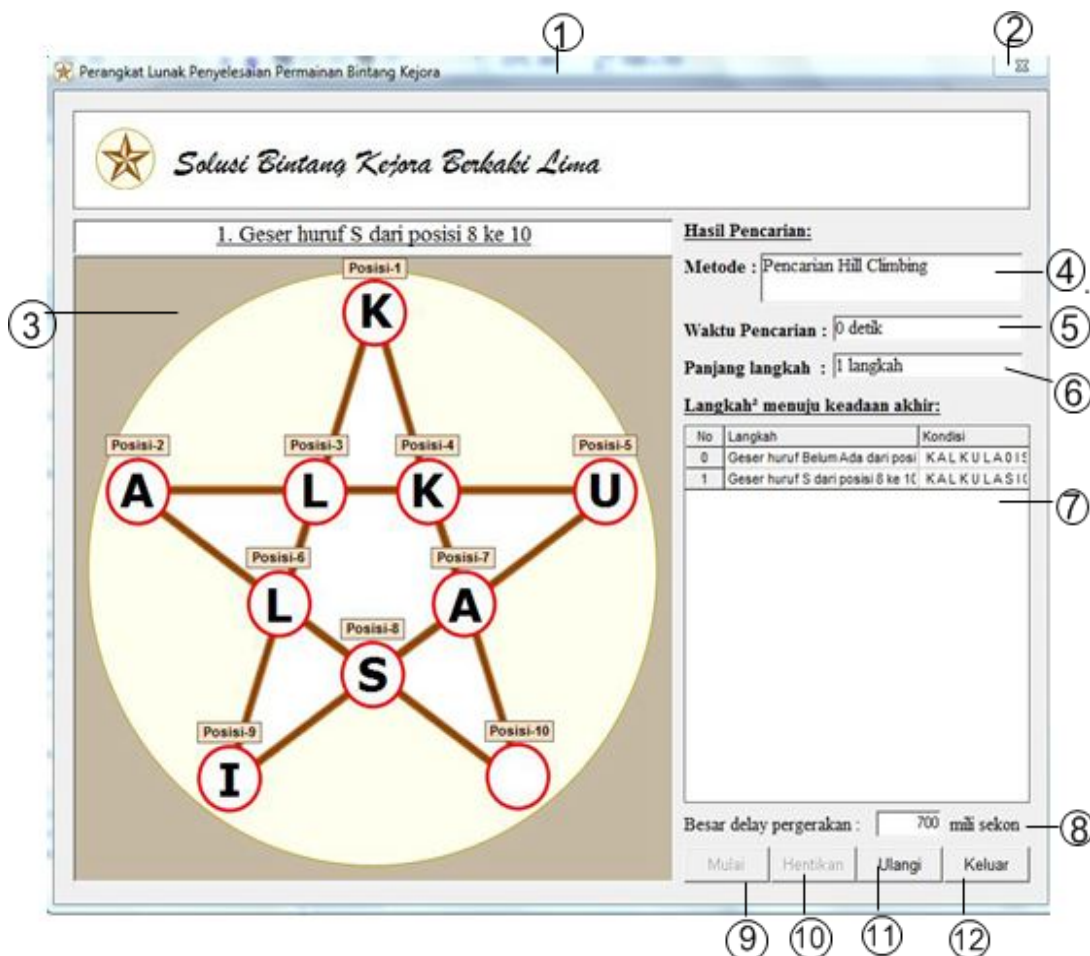 1
2
Perangkat Lunak Penyelesaian Permainan Bintang Kejora
Solusi Bintang Kejora Berkaki Lima
1. Geser huruf S dari posisi 8 ke 10
Posisi-1
K
Posisi-2
A
Posisi-3
L
Posisi-4
K
Posisi-5
U
Posisi-6
L
Posisi-7
A
Posisi-8
S
Posisi-9
I
Posisi-10
3
Hasil Pencarian:
Metode : Pencarian Hill Climbing
4
Waktu Pencarian : 0 detik
5
Panjang langkah : 1 langkah
6
Langkah² menuju keadaan akhir:
No Langkah Kondisi
0 Geser huruf Belum Ada dari posi K A L K U L A 0 I S
1 Geser huruf S dari posisi 8 ke 10 K A L K U L A S I
7
Besar delay pergerakan : 700 mili sekon
8
Mulai Hentikan Ulangi Keluar
9 10 11 12